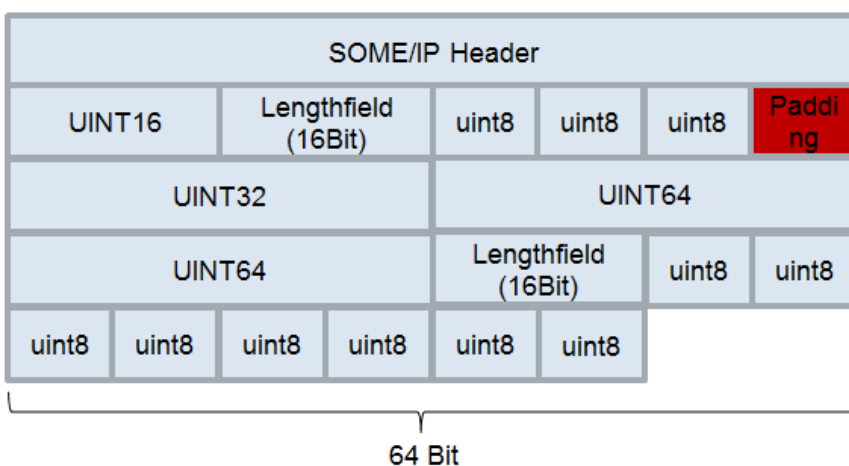 SOME/IP Header
UINT16 Lengthfield (16Bit) uint8 uint8 uint8 Paddi ng
UINT32 UINT64
UINT64 Lengthfield (16Bit) uint8 uint8
uint8 uint8 uint8 uint8 uint8 uint8
64 Bit